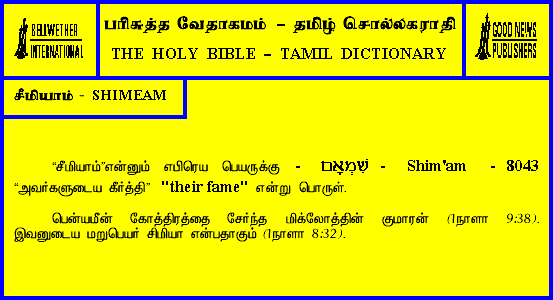 BELLWETHER
INTERNATIONAL
பரிசுத்த வேதாகமம் – தமிழ் சொல்லகராதி
THE HOLY BIBLE – TAMIL DICTIONARY
GOOD NEWS
PUBLISHERS
சீமியாம் - SHIMEAM
“சீமியாம்”என்னும் எபிரெய பெயருக்கு - שִׁמְאָם - Shim'am - 8043
“அவர்களுடைய கீர்த்தி” "their fame" என்று பொருள்.
பென்யமீன் கோத்திரத்தை சேர்ந்த மிக்லோத்தின் குமாரன் (1நாளா 9:38).
இவனுடைய மறுபெயர் சிமியா என்பதாகும் (1நாளா 8:32).